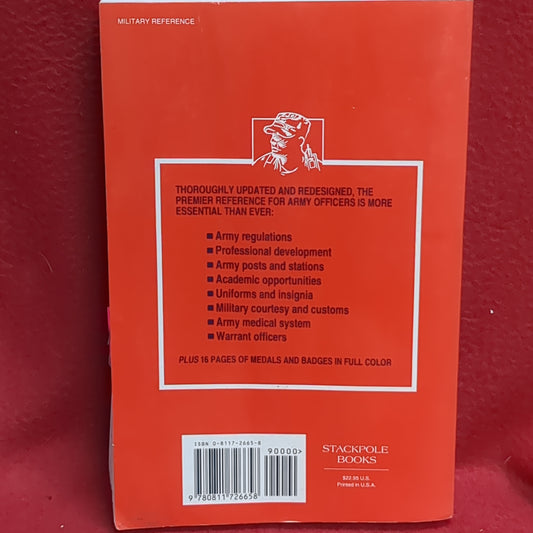 MILITARY REFERENCE
THOROUGHLY UPDATED AND REDESIGNED, THE
PREMIER REFERENCE FOR ARMY OFFICERS IS MORE
ESSENTIAL THAN EVER:
■ Army regulations
■ Professional development
■ Army posts and stations
■ Academic opportunities
■ Uniforms and insignia
■ Military courtesy and customs
■ Army medical system
■ Warrant officers
PLUS 16 PAGES OF MEDALS AND BADGES IN FULL COLOR
ISBN 0-8117-2665-8
90000>
9 780811 726658
STACKPOLE
BOOKS
$22.95 U.S.
Printed in U.S.A.